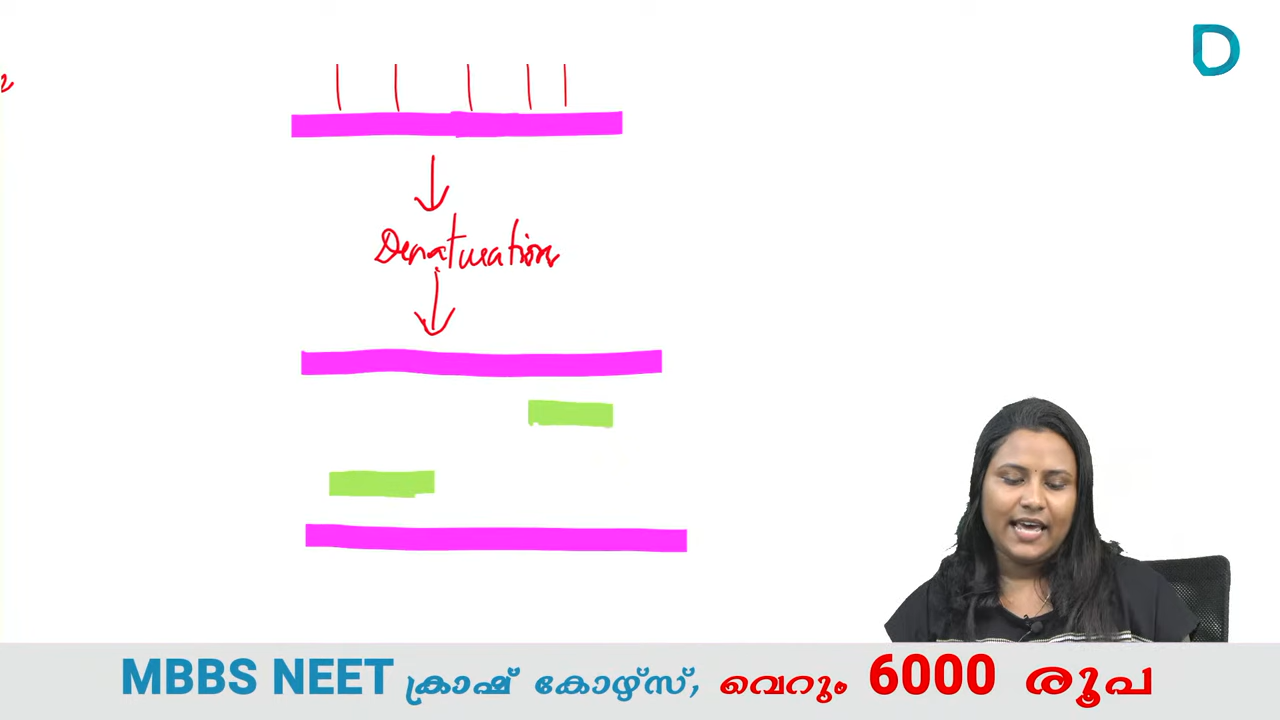 D
Denaturation
MBBS NEET ക്രാഷ് കോഴ്സ്, വെറും 6000 രൂപ